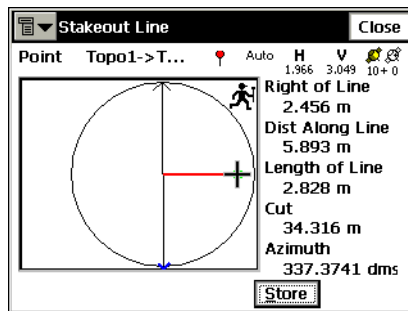 Stakeout Line Close
Point Topo1->T... Auto H V
1.966 3.049 10+0
Right of Line
2.456 m
Dist Along Line
5.893 m
Length of Line
2.828 m
Cut
34.316 m
Azimuth
337.3741 dms
Store